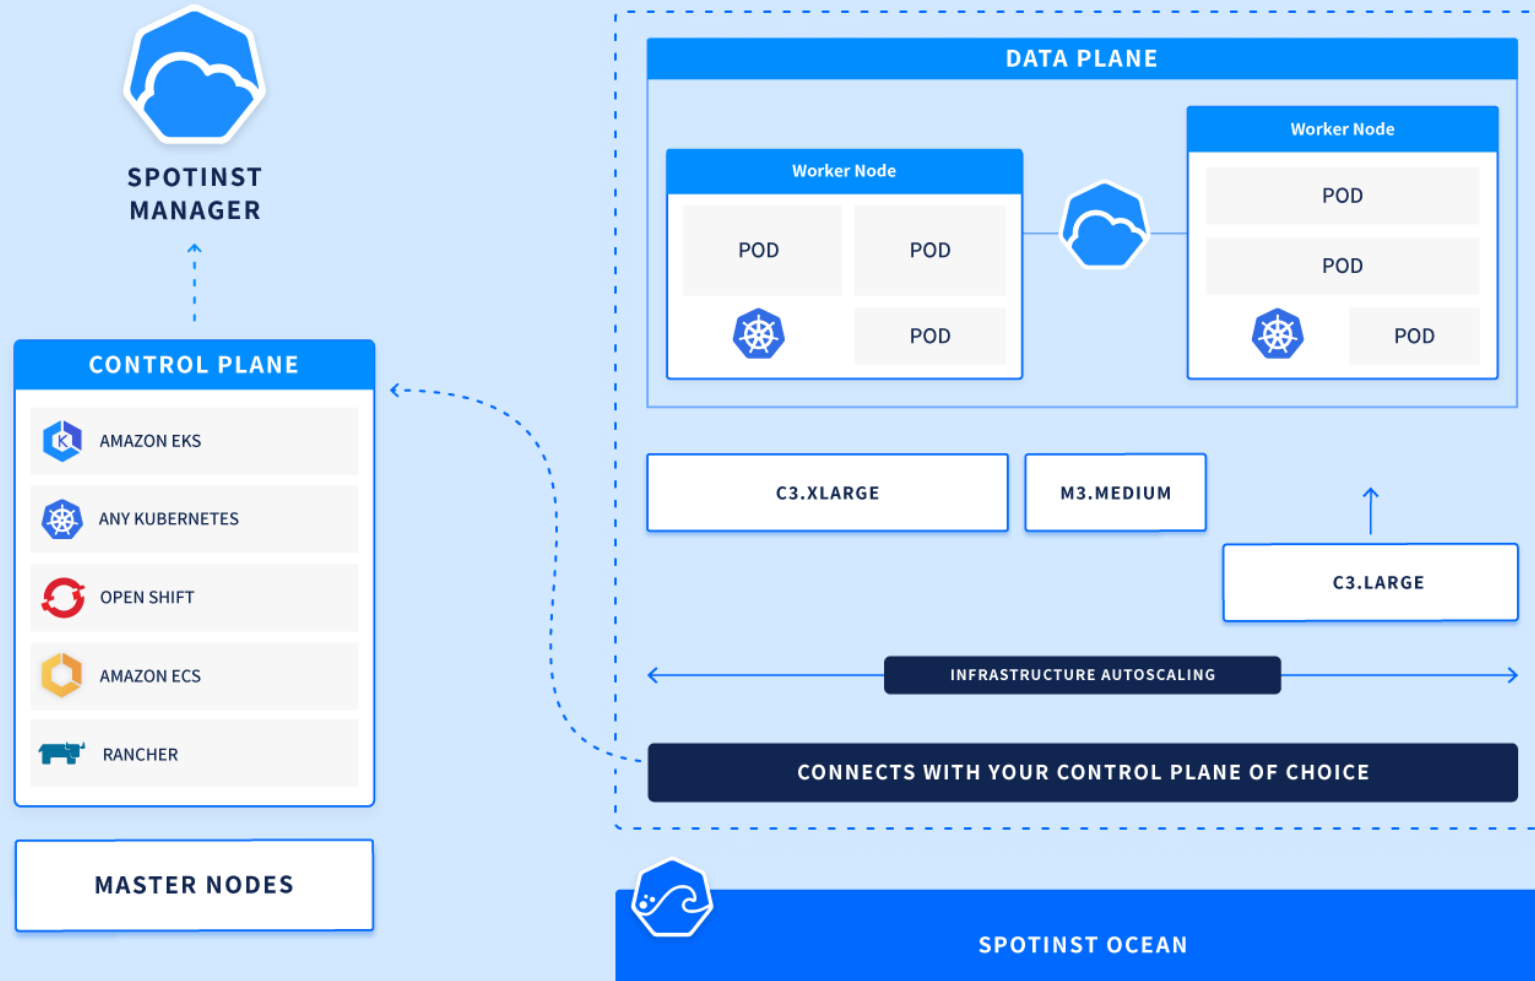 SPOTINST
MANAGER
CONTROL PLANE
AMAZON EKS
ANY KUBERNETES
OPEN SHIFT
AMAZON ECS
RANCHER
MASTER NODES
DATA PLANE
Worker Node
POD
POD
POD
Worker Node
POD
POD
POD
C3.XLARGE
M3.MEDIUM
C3.LARGE
INFRASTRUCTURE AUTOSCALING
CONNECTS WITH YOUR CONTROL PLANE OF CHOICE
SPOTINST OCEAN